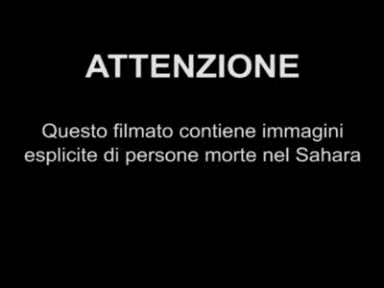 ATTENZIONE
Questo filmato contiene immagini
esplicite di persone morte nel Sahara